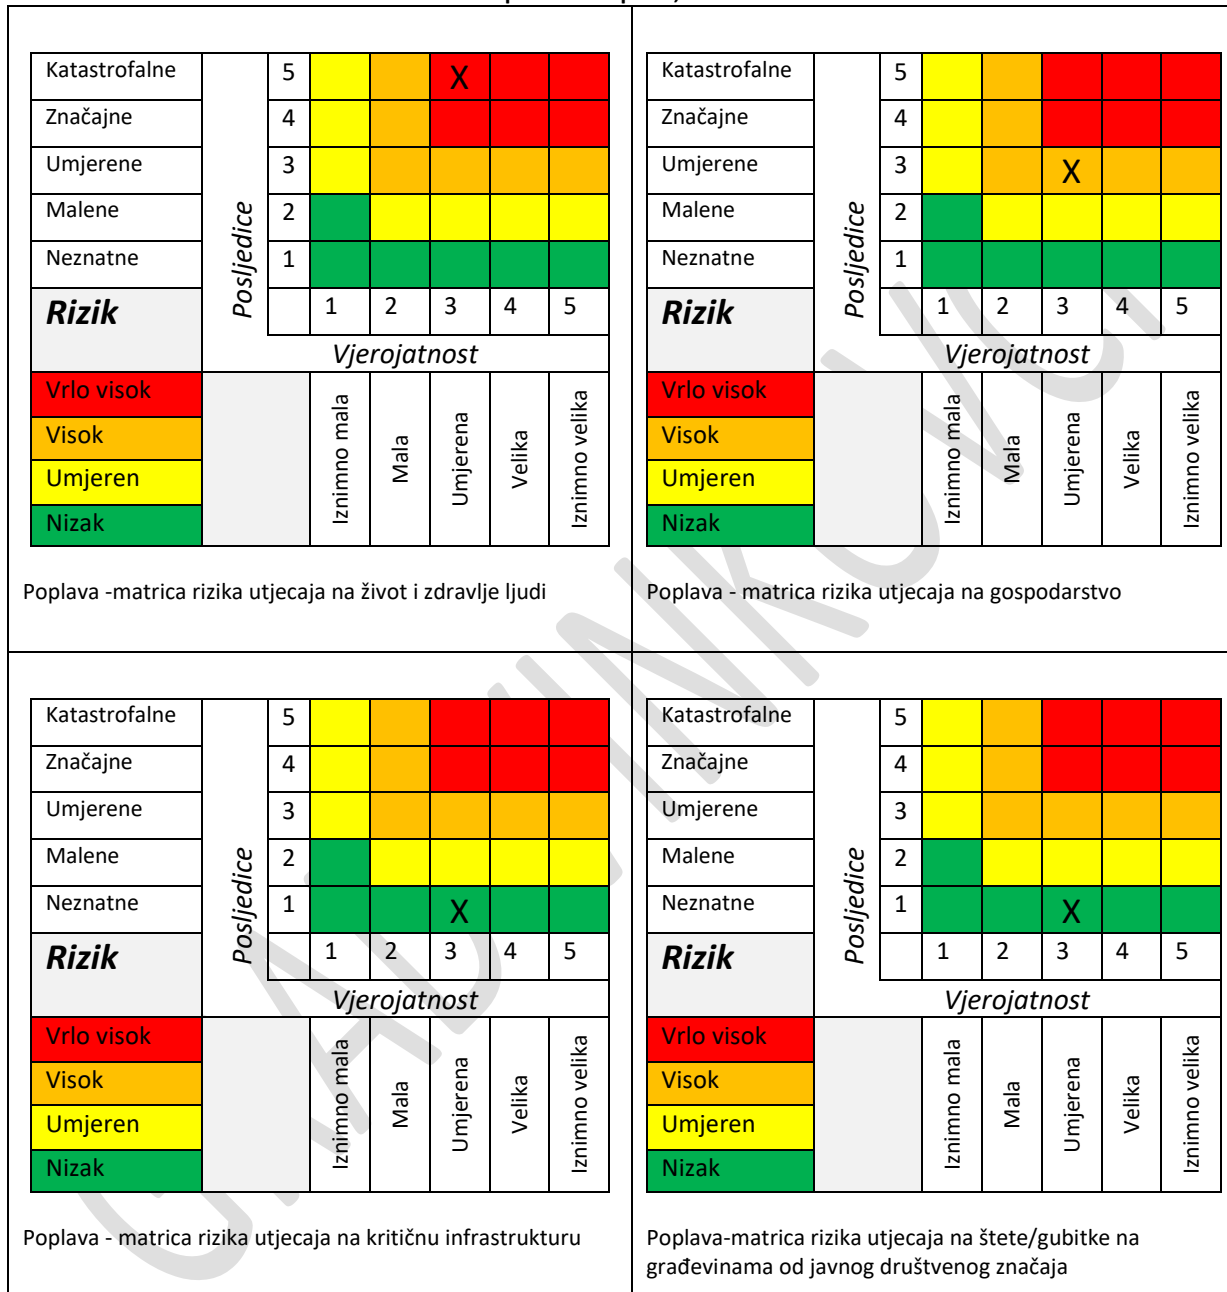 Katastrofalne 5 X
Značajne 4
Umjerene 3
Malene 2
Neznatne 1
Posljedice
Rizik 1 2 3 4 5
Vjerojatnost
Vrlo visok
Visok
Umjeren
Nizak
Iznimno mala
Mala
Umjerena
Velika
Iznimno velika
Poplava -matrica rizika utjecaja na život i zdravlje ljudi
Katastrofalne 5
Značajne 4
Umjerene 3 X
Malene 2
Neznatne 1
Posljedice
Rizik 1 2 3 4 5
Vjerojatnost
Vrlo visok
Visok
Umjeren
Nizak
Iznimno mala
Mala
Umjerena
Velika
Iznimno velika
Poplava - matrica rizika utjecaja na gospodarstvo
Katastrofalne 5
Značajne 4
Umjerene 3
Malene 2
Neznatne 1 X
Posljedice
Rizik 1 2 3 4 5
Vjerojatnost
Vrlo visok
Visok
Umjeren
Nizak
Iznimno mala
Mala
Umjerena
Velika
Iznimno velika
Poplava - matrica rizika utjecaja na kritičnu infrastrukturu
Katastrofalne 5
Značajne 4
Umjerene 3
Malene 2
Neznatne 1 X
Posljedice
Rizik 1 2 3 4 5
Vjerojatnost
Vrlo visok
Visok
Umjeren
Nizak
Iznimno mala
Mala
Umjerena
Velika
Iznimno velika
Poplava-matrica rizika utjecaja na štete/gubitke na
građevinama od javnog društvenog značaja
GRAD VINKOVCI